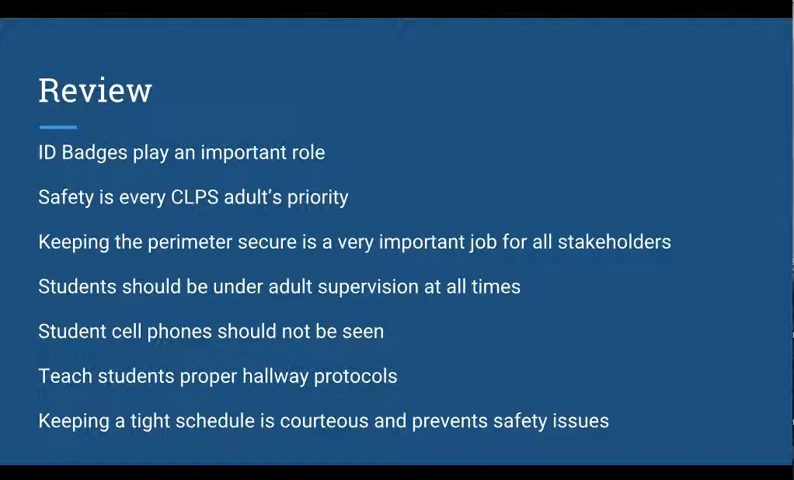 Review
ID Badges play an important role
Safety is every CLPS adult’s priority
Keeping the perimeter secure is a very important job for all stakeholders
Students should be under adult supervision at all times
Student cell phones should not be seen
Teach students proper hallway protocols
Keeping a tight schedule is courteous and prevents safety issues